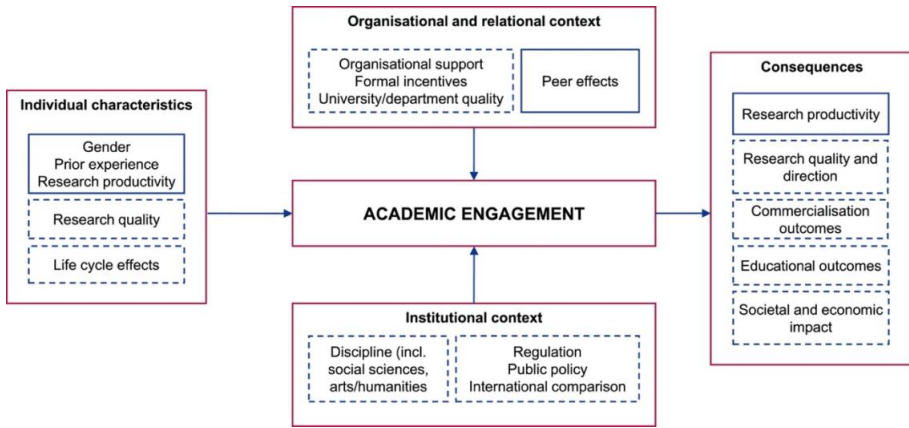 Organisational and relational context
Organisational support
Formal incentives
University/department quality
Peer effects
Individual characteristics
Gender
Prior experience
Research productivity
Research quality
Life cycle effects
ACADEMIC ENGAGEMENT
Institutional context
Discipline (incl.
social sciences,
arts/humanities
Regulation
Public policy
International comparison
Consequences
Research productivity
Research quality and
direction
Commercialisation
outcomes
Educational outcomes
Societal and economic
impact